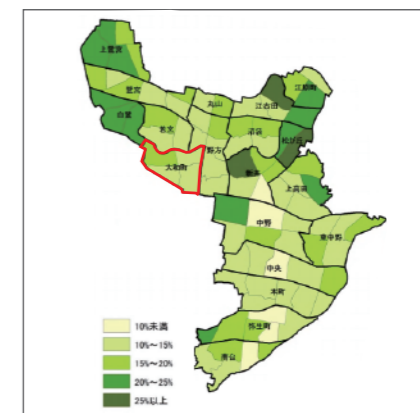 上鷺宮
鷺宮
白鷺
若宮
大和町
丸山
野方
江古田
沼袋
江原町
松が丘
新井
上高田
中野
東中野
中央
本町
弥生町
南台
10%未満
10%~15%
15%~20%
20%~25%
25%以上